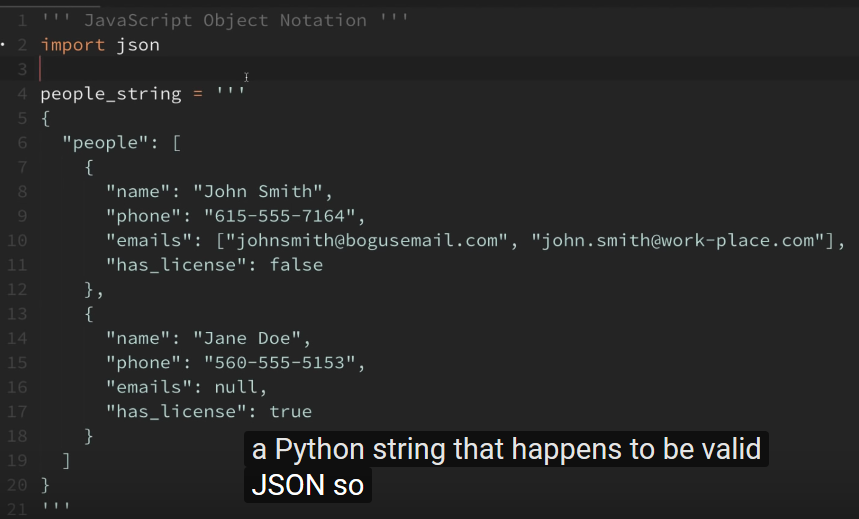 1 ''' JavaScript Object Notation '''
2 import json
3
4 people_string = '''
5 {
6   "people": [
7     {
8       "name": "John Smith",
9       "phone": "615-555-7164",
10       "emails": ["johnsmith@bogusemail.com", "john.smith@work-place.com"],
11       "has_license": false
12     },
13     {
14       "name": "Jane Doe",
15       "phone": "560-555-5153",
16       "emails": null,
17       "has_license": true
18     }
19   ]
20 }
21 '''
a Python string that happens to be valid
JSON so